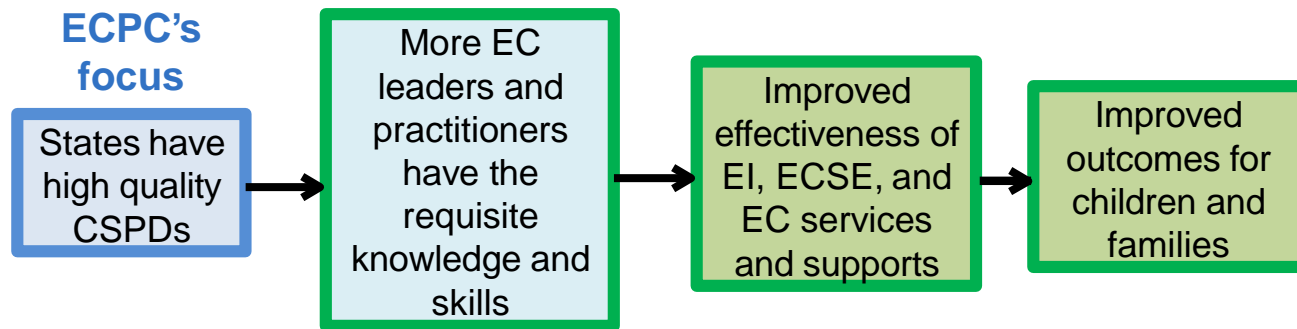 ECPC's
focus
States have
high quality
CSPDs
More EC
leaders and
practitioners
have the
requisite
knowledge and
skills
Improved
effectiveness of
EI, ECSE, and
EC services
and supports
Improved
outcomes for
children and
families